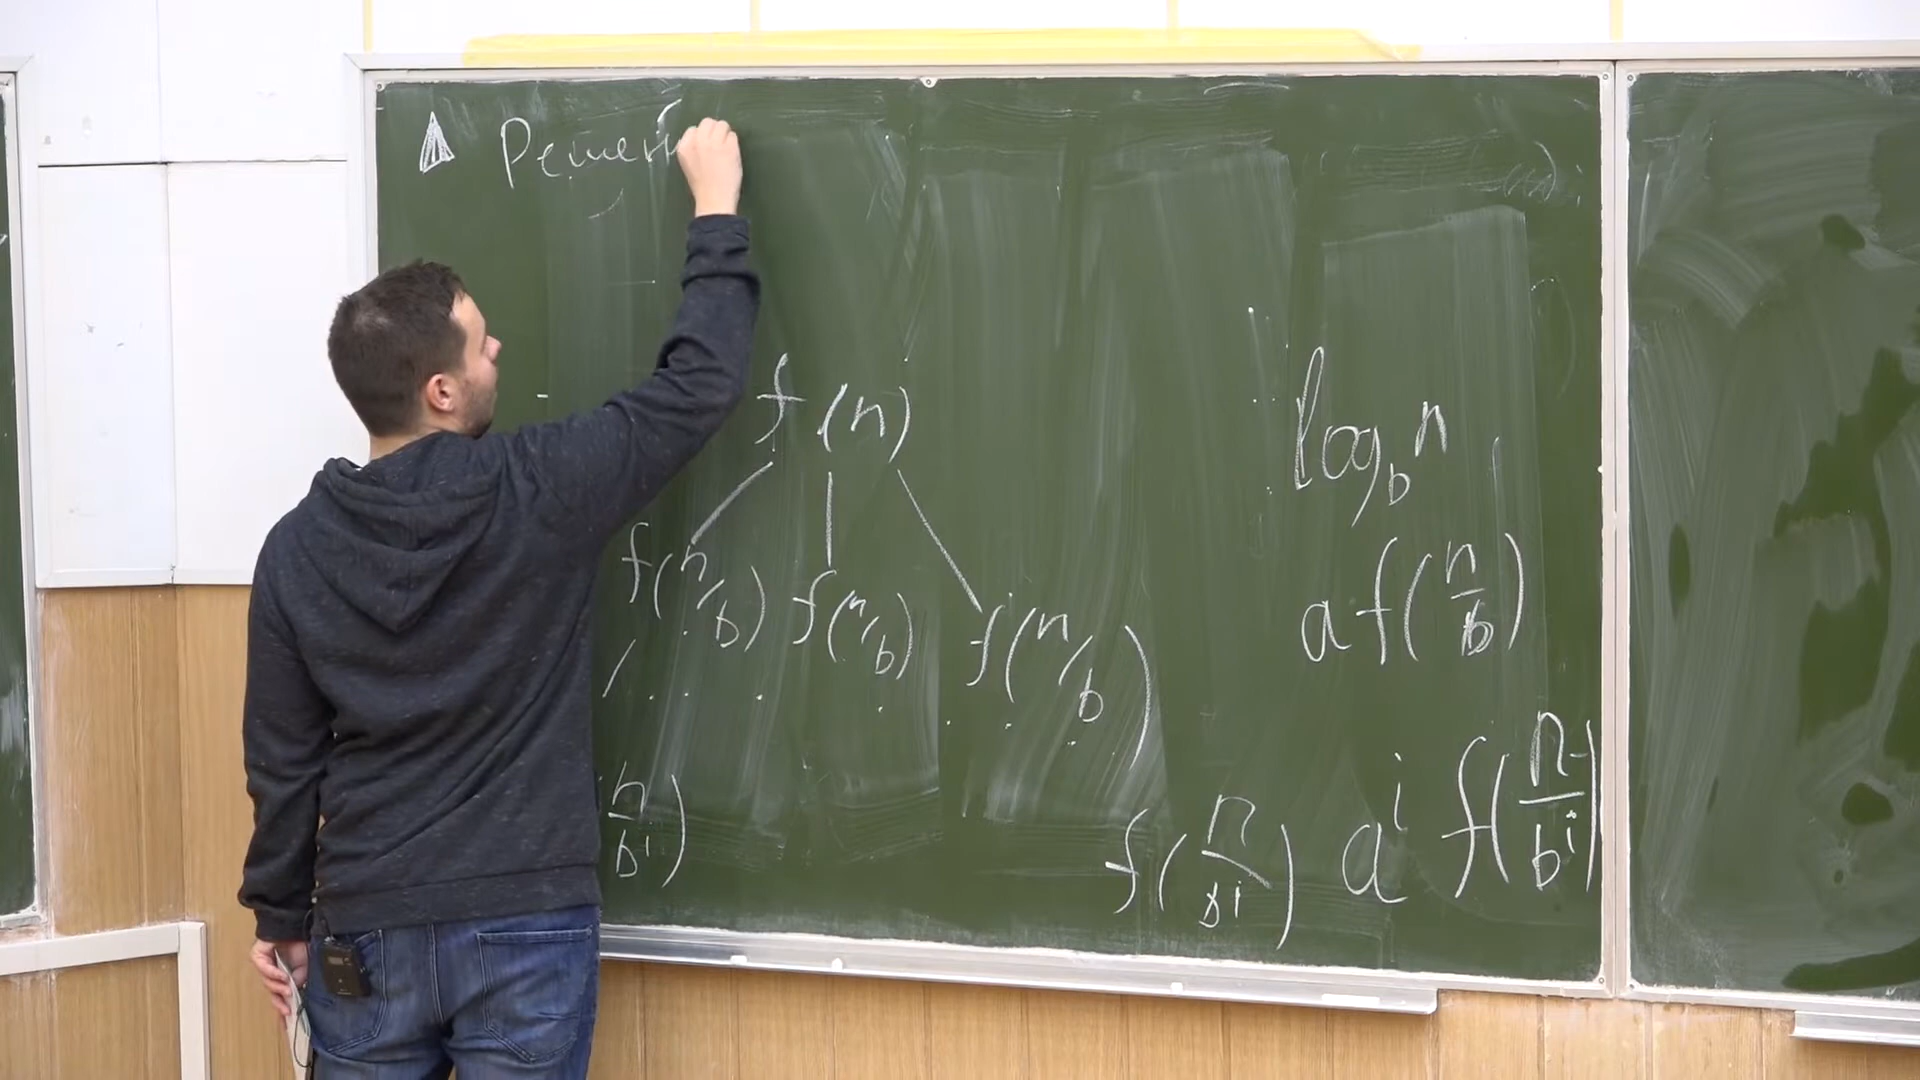 Решен
f(n)
log_b n
f(n/b) f(n/b) f(n/b)
a f(n/b)
n/b^i)
f(n/b^i)
a^i f(n/b^i)